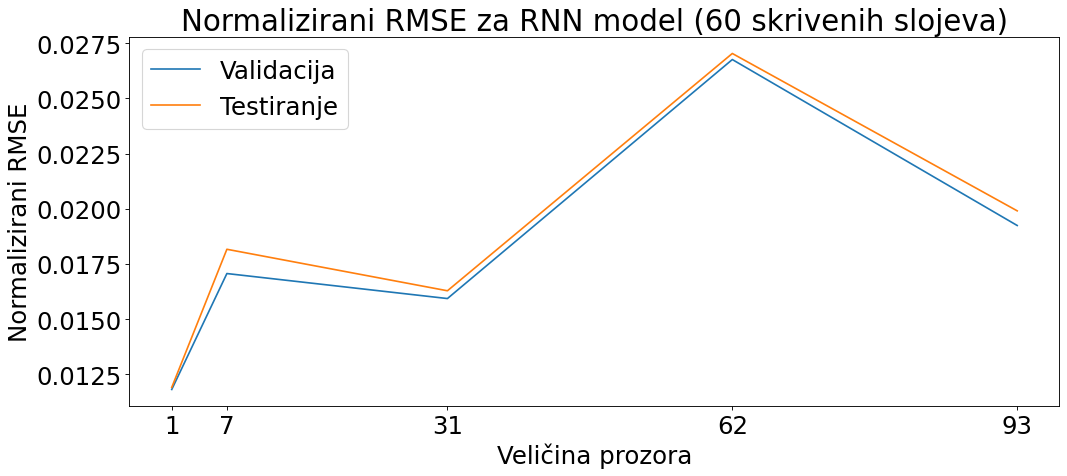 Normalizirani RMSE za RNN model (60 skrivenih slojeva)
Normalizirani RMSE
0.0275
0.0250
0.0225
0.0200
0.0175
0.0150
0.0125
Validacija
Testiranje
1 7 31 62 93
Veličina prozora